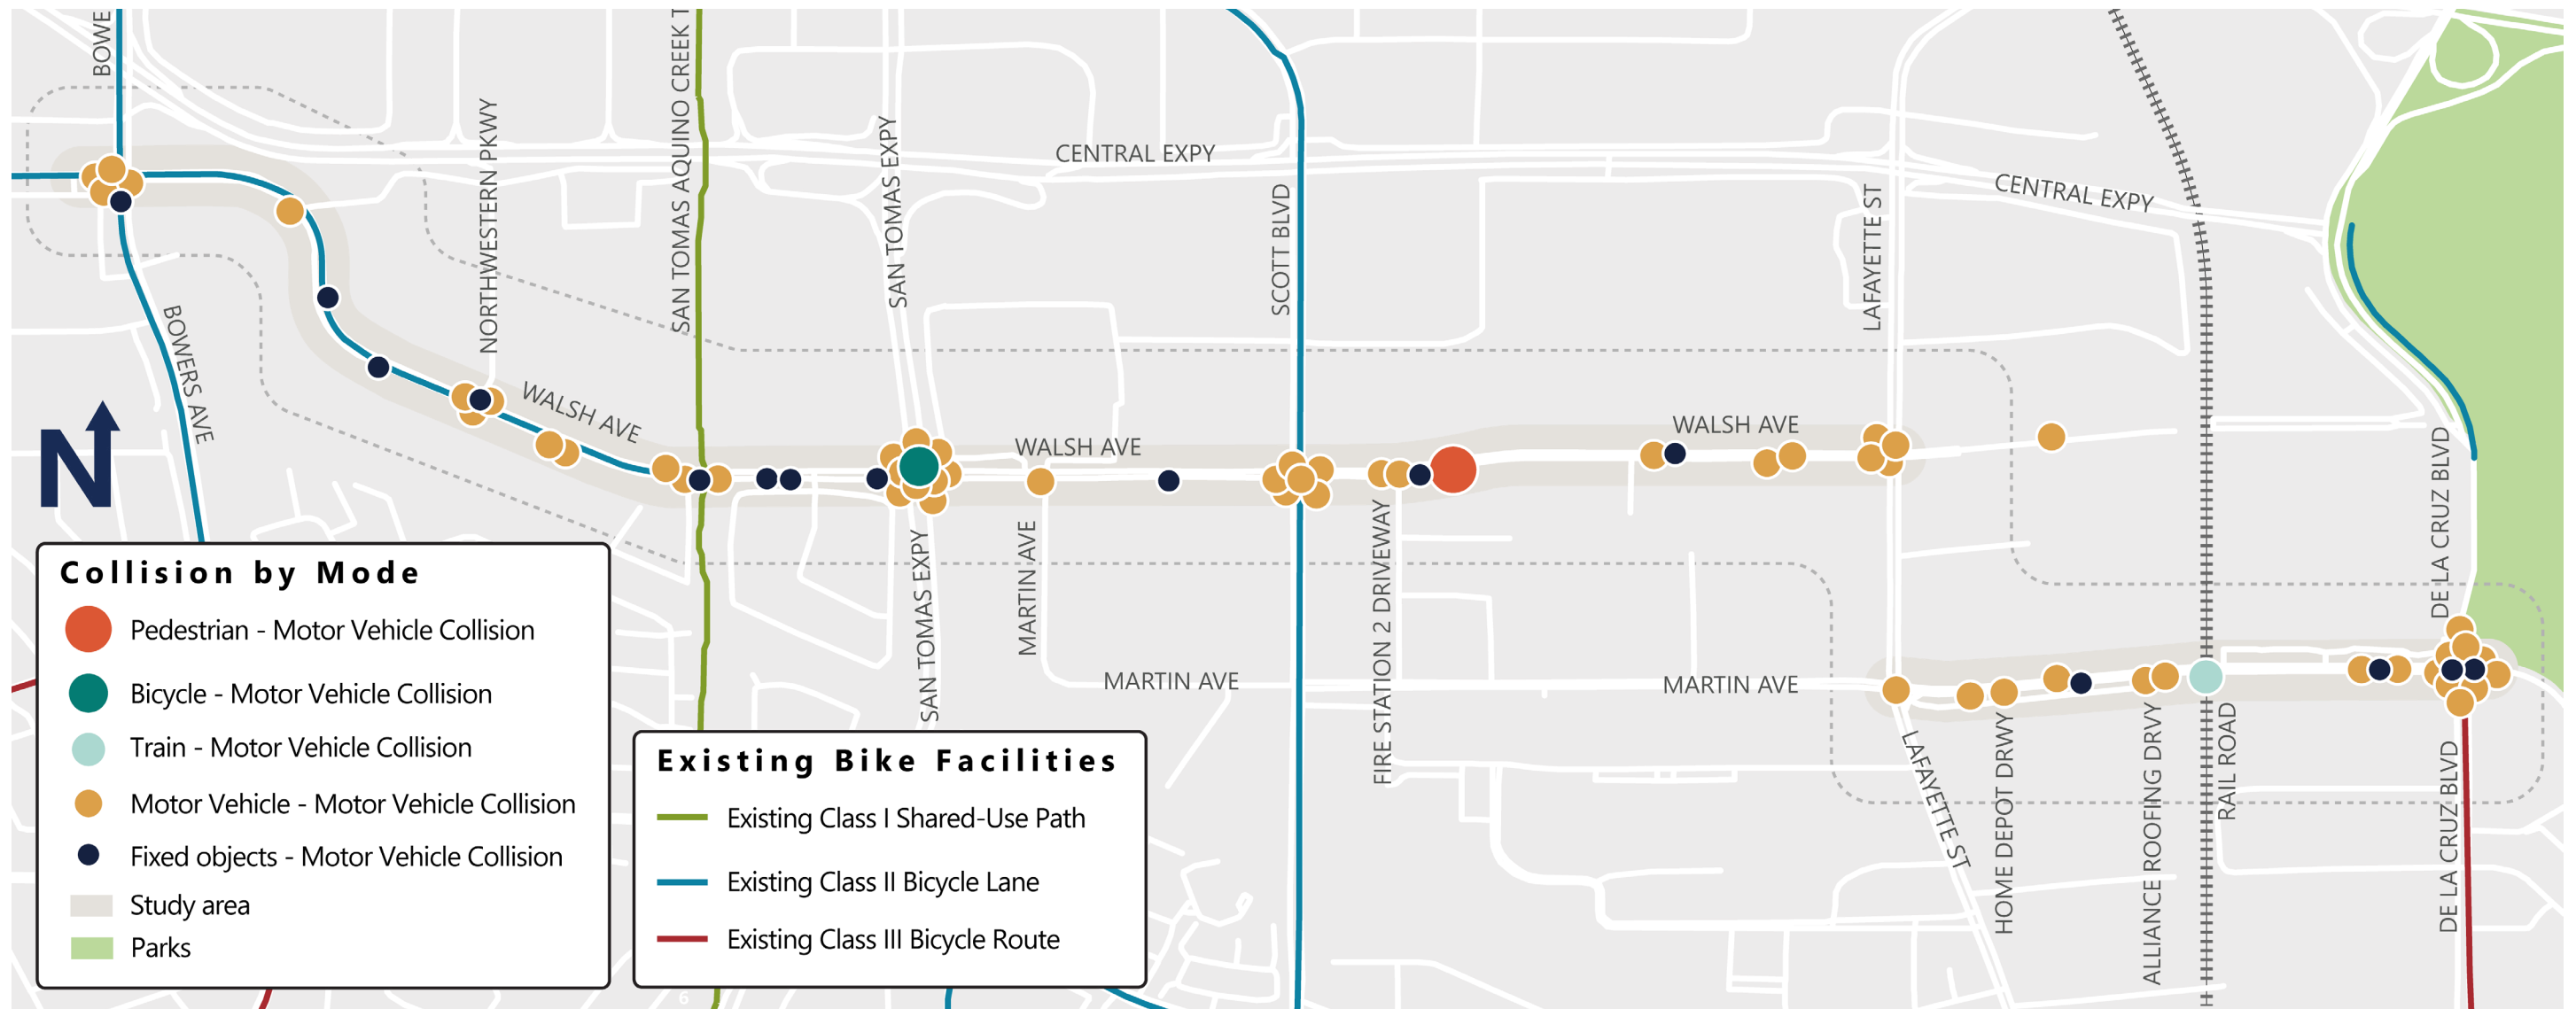 BOWE
SAN TOMAS AQUINO CREEK T
NORTHWESTERN PKWY
SAN TOMAS EXPY
CENTRAL EXPY
SCOTT BLVD
LAFAYETTE ST
CENTRAL EXPY
BOWERS AVE
WALSH AVE
WALSH AVE
WALSH AVE
DE LA CRUZ BLVD
N
SAN TOMAS EXPY
MARTIN AVE
FIRE STATION 2 DRIVEWAY
MARTIN AVE
MARTIN AVE
LAFAYETTE ST
HOME DEPOT DRWY
ALLIANCE ROOFING DRVY
RAIL ROAD
DE LA CRUZ BLVD
Collision by Mode
Pedestrian - Motor Vehicle Collision
Bicycle - Motor Vehicle Collision
Train - Motor Vehicle Collision
Motor Vehicle - Motor Vehicle Collision
Fixed objects - Motor Vehicle Collision
Study area
Parks
Existing Bike Facilities
Existing Class I Shared-Use Path
Existing Class II Bicycle Lane
Existing Class III Bicycle Route
6